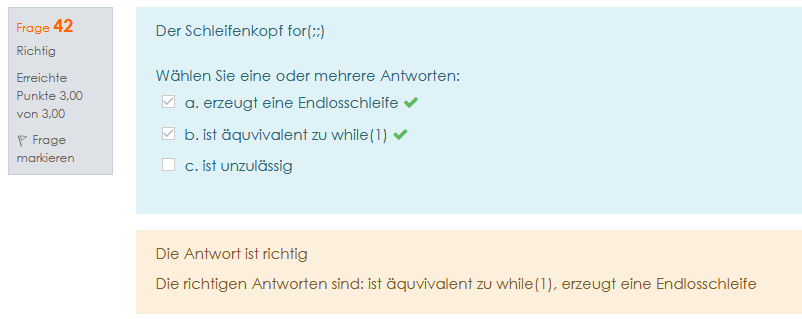 Frage 42
Richtig
Erreichte
Punkte 3,00
von 3,00
Frage
markieren
Der Schleifenkopf for(;;)
Wählen Sie eine oder mehrere Antworten:
a. erzeugt eine Endlosschleife
b. ist äquvivalent zu while(1)
c. ist unzulässig
Die Antwort ist richtig
Die richtigen Antworten sind: ist äquvivalent zu while(1), erzeugt eine Endlosschleife